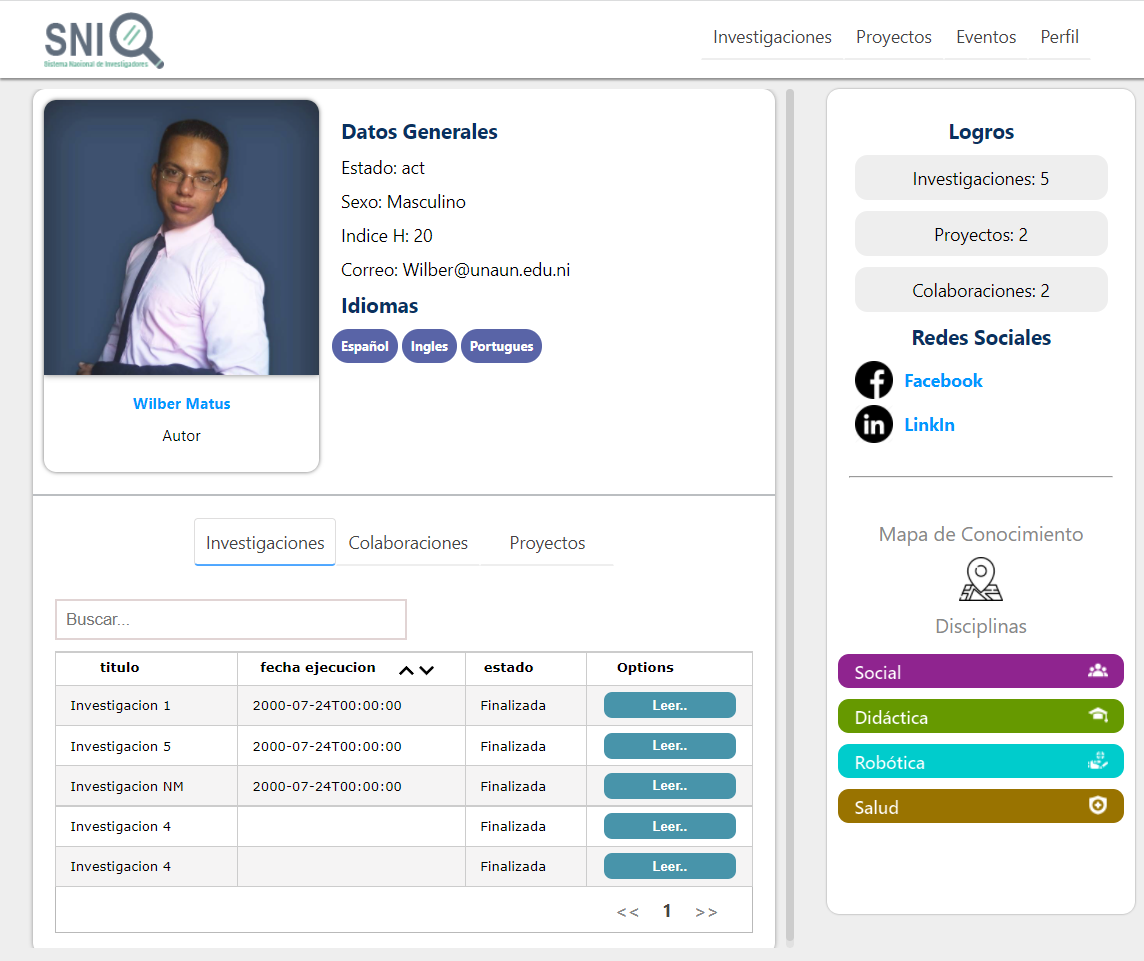 SNI
Sistema Nacional de Investigadores
Investigaciones Proyectos Eventos Perfil
Datos Generales
Estado: act
Sexo: Masculino
Indice H: 20
Correo: Wilber@unaun.edu.ni
Idiomas
Español Ingles Portugues
Wilber Matus
Autor
Investigaciones Colaboraciones Proyectos
Buscar...
titulo fecha ejecucion estado Options
Investigacion 1 2000-07-24T00:00:00 Finalizada Leer..
Investigacion 5 2000-07-24T00:00:00 Finalizada Leer..
Investigacion NM 2000-07-24T00:00:00 Finalizada Leer..
Investigacion 4 Finalizada Leer..
Investigacion 4 Finalizada Leer..
<< 1 >>
Logros
Investigaciones: 5
Proyectos: 2
Colaboraciones: 2
Redes Sociales
Facebook
in LinkIn
Mapa de Conocimiento
Disciplinas
Social
Didáctica
Robótica
Salud